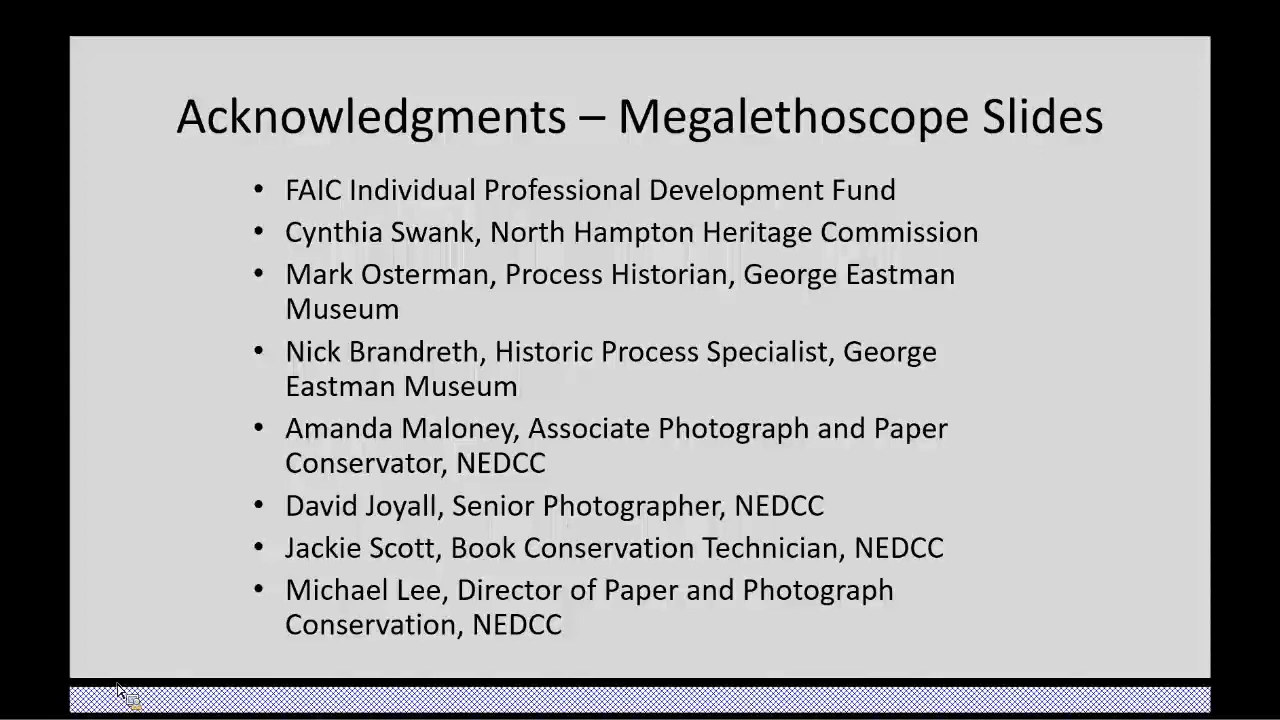 Acknowledgments – Megalethoscope Slides
• FAIC Individual Professional Development Fund
• Cynthia Swank, North Hampton Heritage Commission
• Mark Osterman, Process Historian, George Eastman
Museum
• Nick Brandreth, Historic Process Specialist, George
Eastman Museum
• Amanda Maloney, Associate Photograph and Paper
Conservator, NEDCC
• David Joyall, Senior Photographer, NEDCC
• Jackie Scott, Book Conservation Technician, NEDCC
• Michael Lee, Director of Paper and Photograph
Conservation, NEDCC